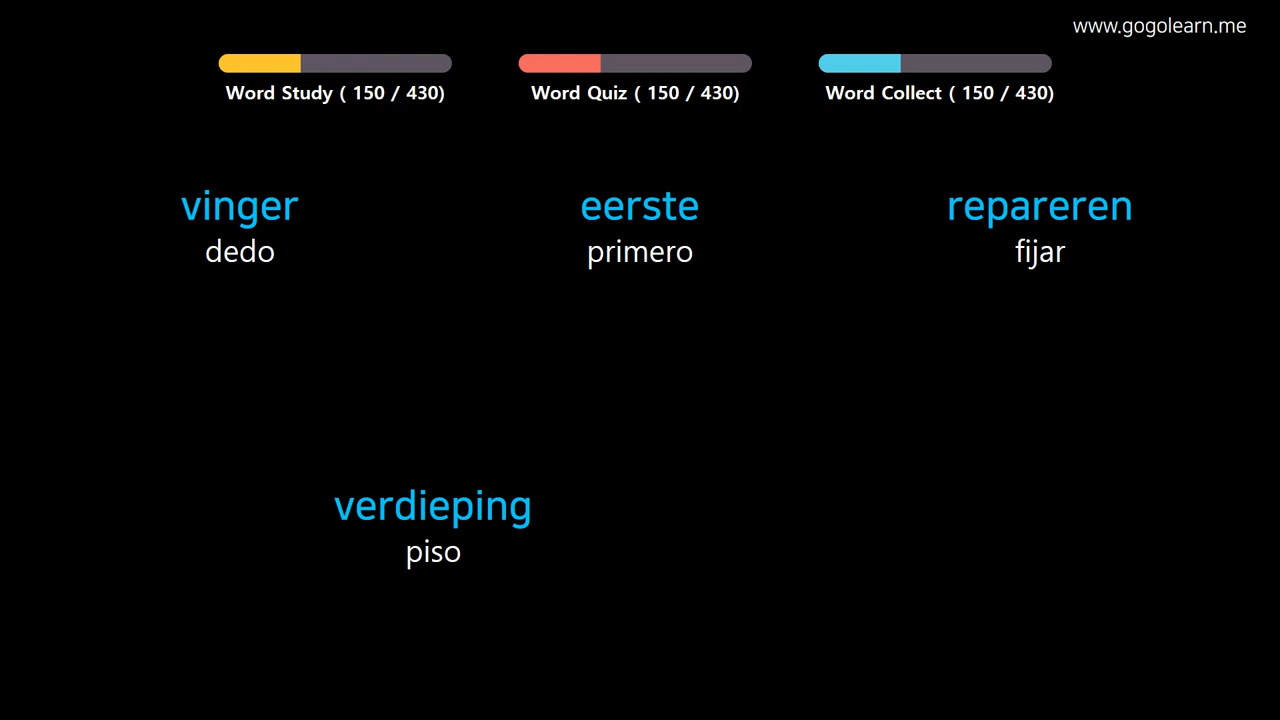 www.gogolearn.me
Word Study ( 150 / 430)
Word Quiz ( 150 / 430)
Word Collect ( 150 / 430)
vinger
dedo
eerste
primero
repareren
fijar
verdieping
piso